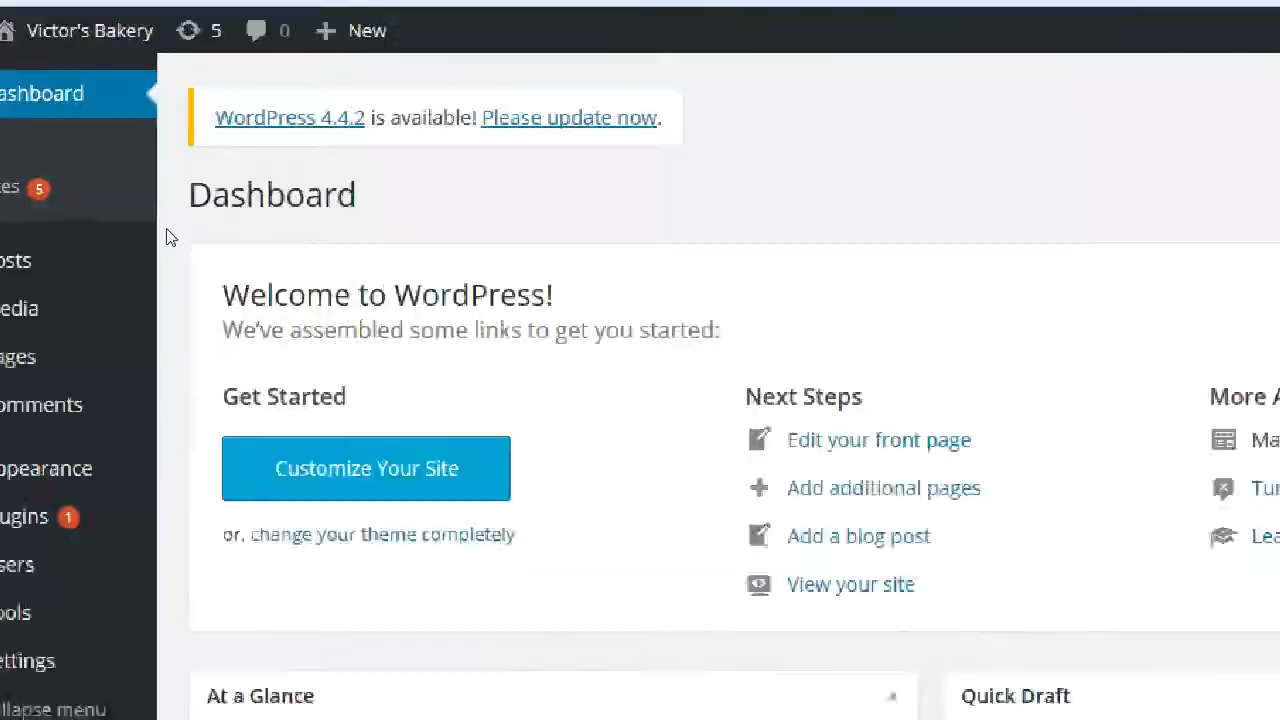 Victor's Bakery 5 0 + New
ashboard
WordPress 4.4.2 is available! Please update now.
es 5
Dashboard
osts
Welcome to WordPress!
edia
We've assembled some links to get you started:
ages
Get Started
Next Steps
More A
omments
Edit your front page
Ma
Customize Your Site
ppearance
Add additional pages
Tur
ugins 1
or, change your theme completely
Add a blog post
Lea
sers
View your site
ools
ettings
At a Glance
Quick Draft
llapse menu